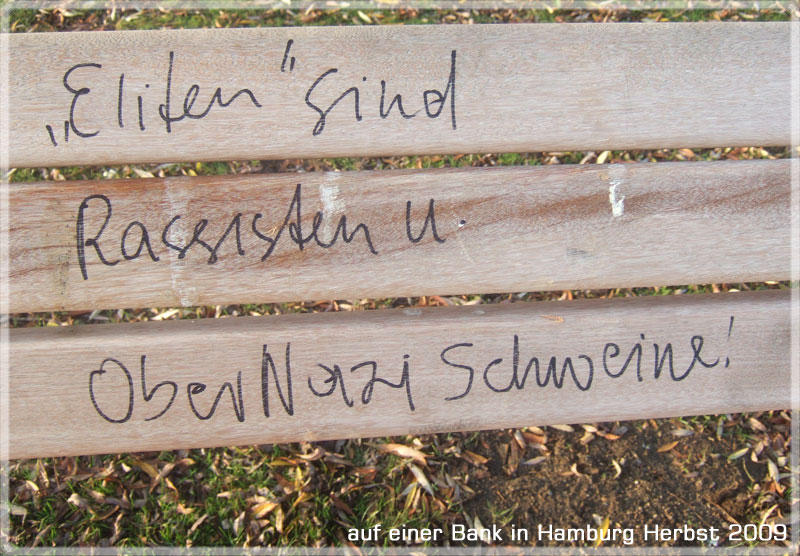 „Eliten" sind
Rassisten u.
OberNazi Schweine!
auf einer Bank in Hamburg Herbst 2009